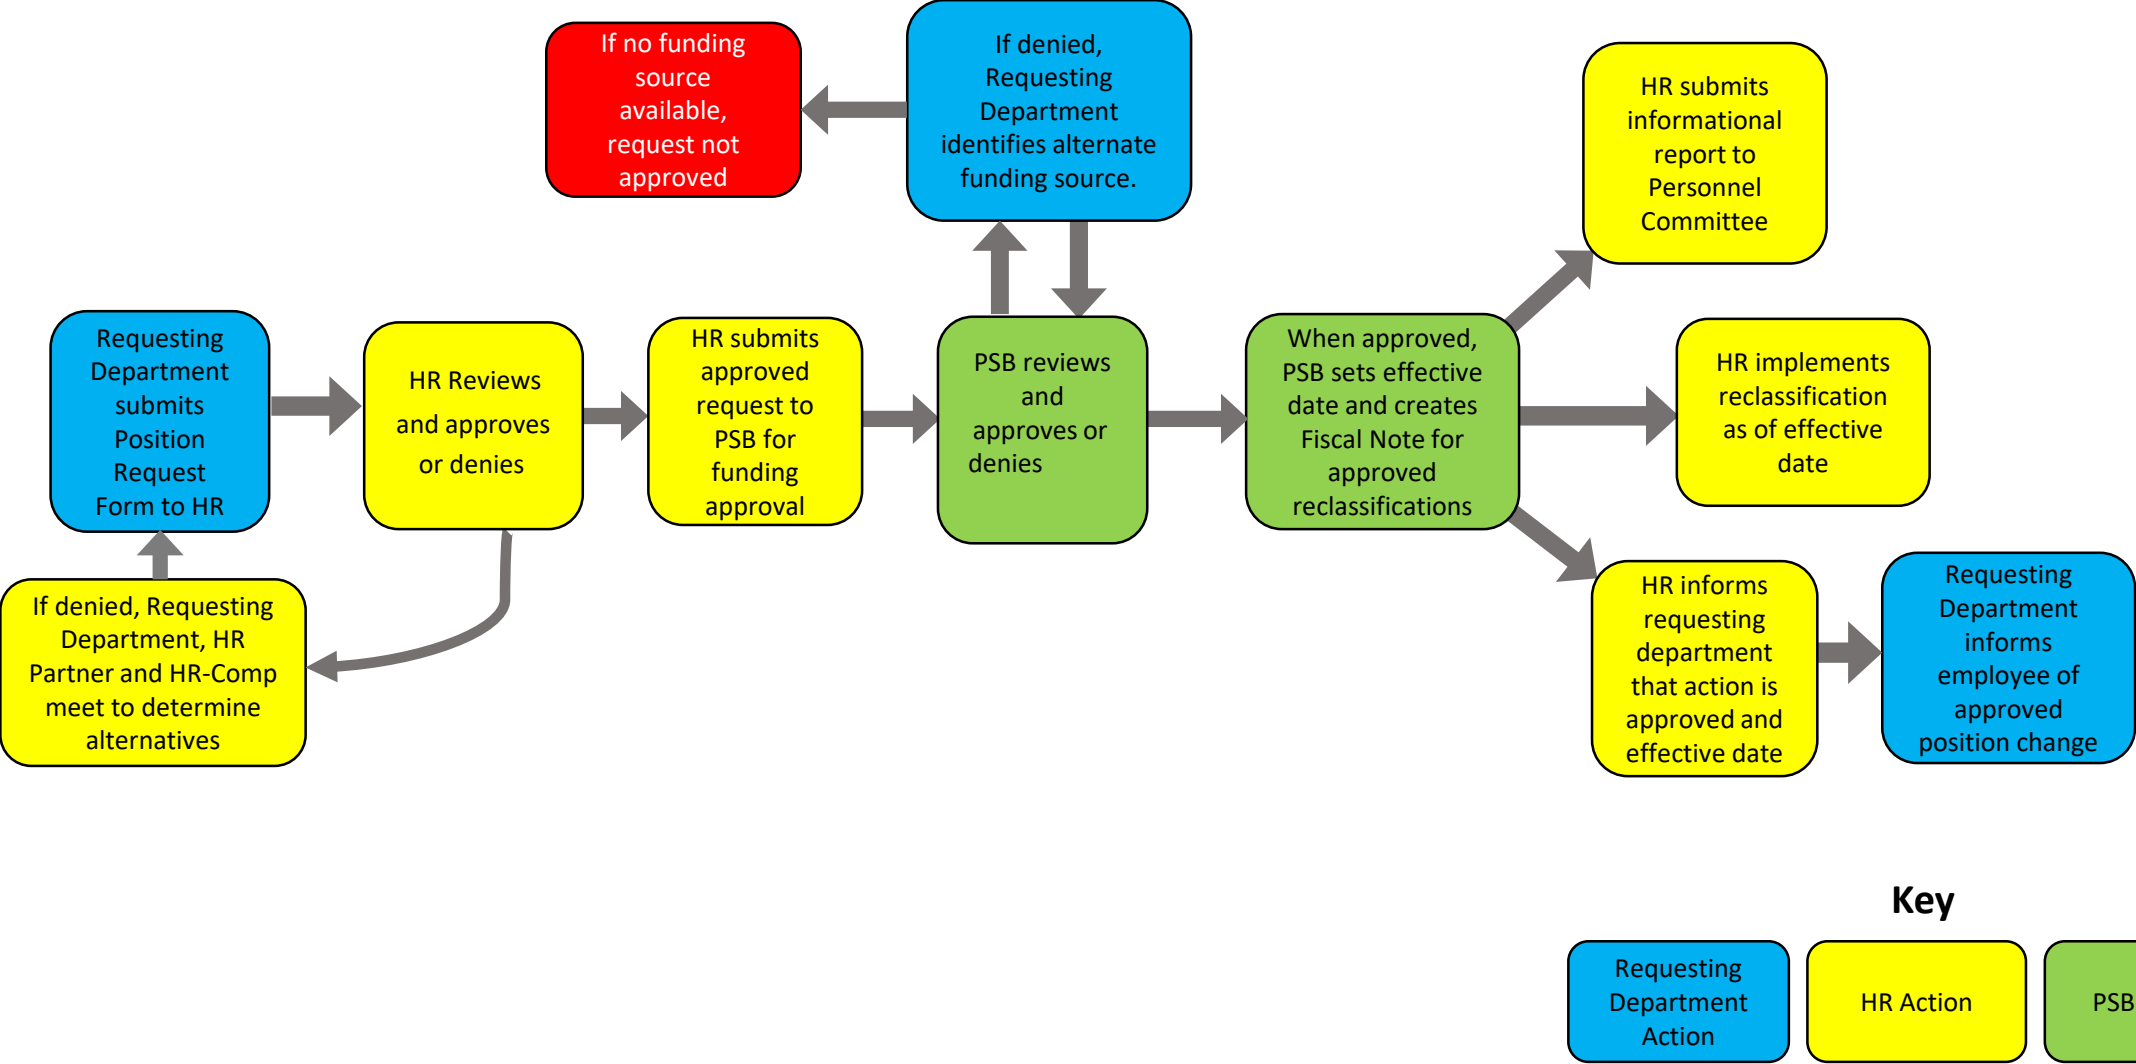 If no funding
source
available,
request not
approved
If denied,
Requesting
Department
identifies alternate
funding source.
HR submits
informational
report to
Personnel
Committee
Requesting
Department
submits
Position
Request
Form to HR
HR Reviews
and approves
or denies
HR submits
approved
request to
PSB for
funding
approval
PSB reviews
and
approves or
denies
When approved,
PSB sets effective
date and creates
Fiscal Note for
approved
reclassifications
HR implements
reclassification
as of effective
date
If denied, Requesting
Department, HR
Partner and HR-Comp
meet to determine
alternatives
HR informs
requesting
department
that action is
approved and
effective date
Requesting
Department
informs
employee of
approved
position change
Key
Requesting
Department
Action
HR Action
PSB